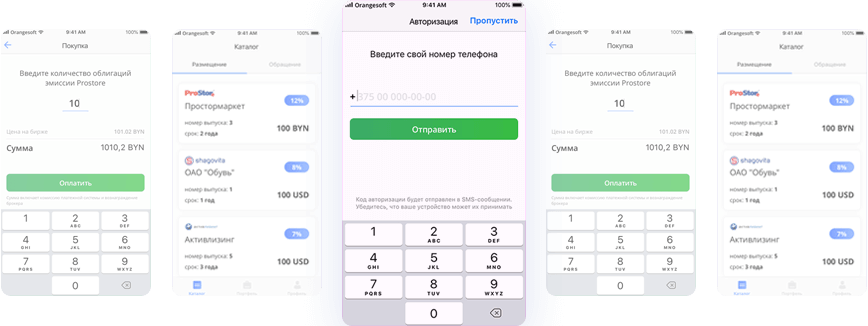 Orangesoft 9:41 AM 100%
Покупка
Введите количество облигаций
эмиссии Prostore
10
Цена на бирже 101.02 BYN
Сумма 1010,2 BYN
Оплатить
1 2 3
ABC DEF
4 5 6
GHI JKL MNO
7 8 9
PQRS TUV WXYZ
0
Orangesoft 9:41 AM 100%
Каталог
Размещение Обращение
ProStore
Простормаркет 12%
номер выпуска: 3
срок: 2 года 100 BYN
shagovita
ОАО "Обувь" 8%
номер выпуска: 1
срок: 1 год 100 USD
Активлизинг 7%
номер выпуска: 5
срок: 3 года 100 USD
Каталог
Orangesoft 9:41 AM 100%
Авторизация Пропустить
Введите свой номер телефона
+375 00 000-00-00
Отправить
Код авторизации будет отправлен в SMS-сообщении.
Убедитесь, что ваше устройство может их принимать
1 2 3
ABC DEF
4 5 6
GHI JKL MNO
7 8 9
PQRS TUV WXYZ
0
Orangesoft 9:41 AM 100%
Покупка
Введите количество облигаций
эмиссии Prostore
10
Цена на бирже 101.02 BYN
Сумма 1010,2 BYN
Оплатить
1 2 3
ABC DEF
4 5 6
GHI JKL MNO
7 8 9
PQRS TUV WXYZ
0
Orangesoft 9:41 AM 100%
Каталог
Размещение Обращение
ProStore
Простормаркет 12%
номер выпуска: 3
срок: 2 года 100 BYN
shagovita
ОАО "Обувь" 8%
номер выпуска: 1
срок: 1 год 100 USD
Активлизинг 7%
номер выпуска: 5
срок: 3 года 100 USD
Каталог